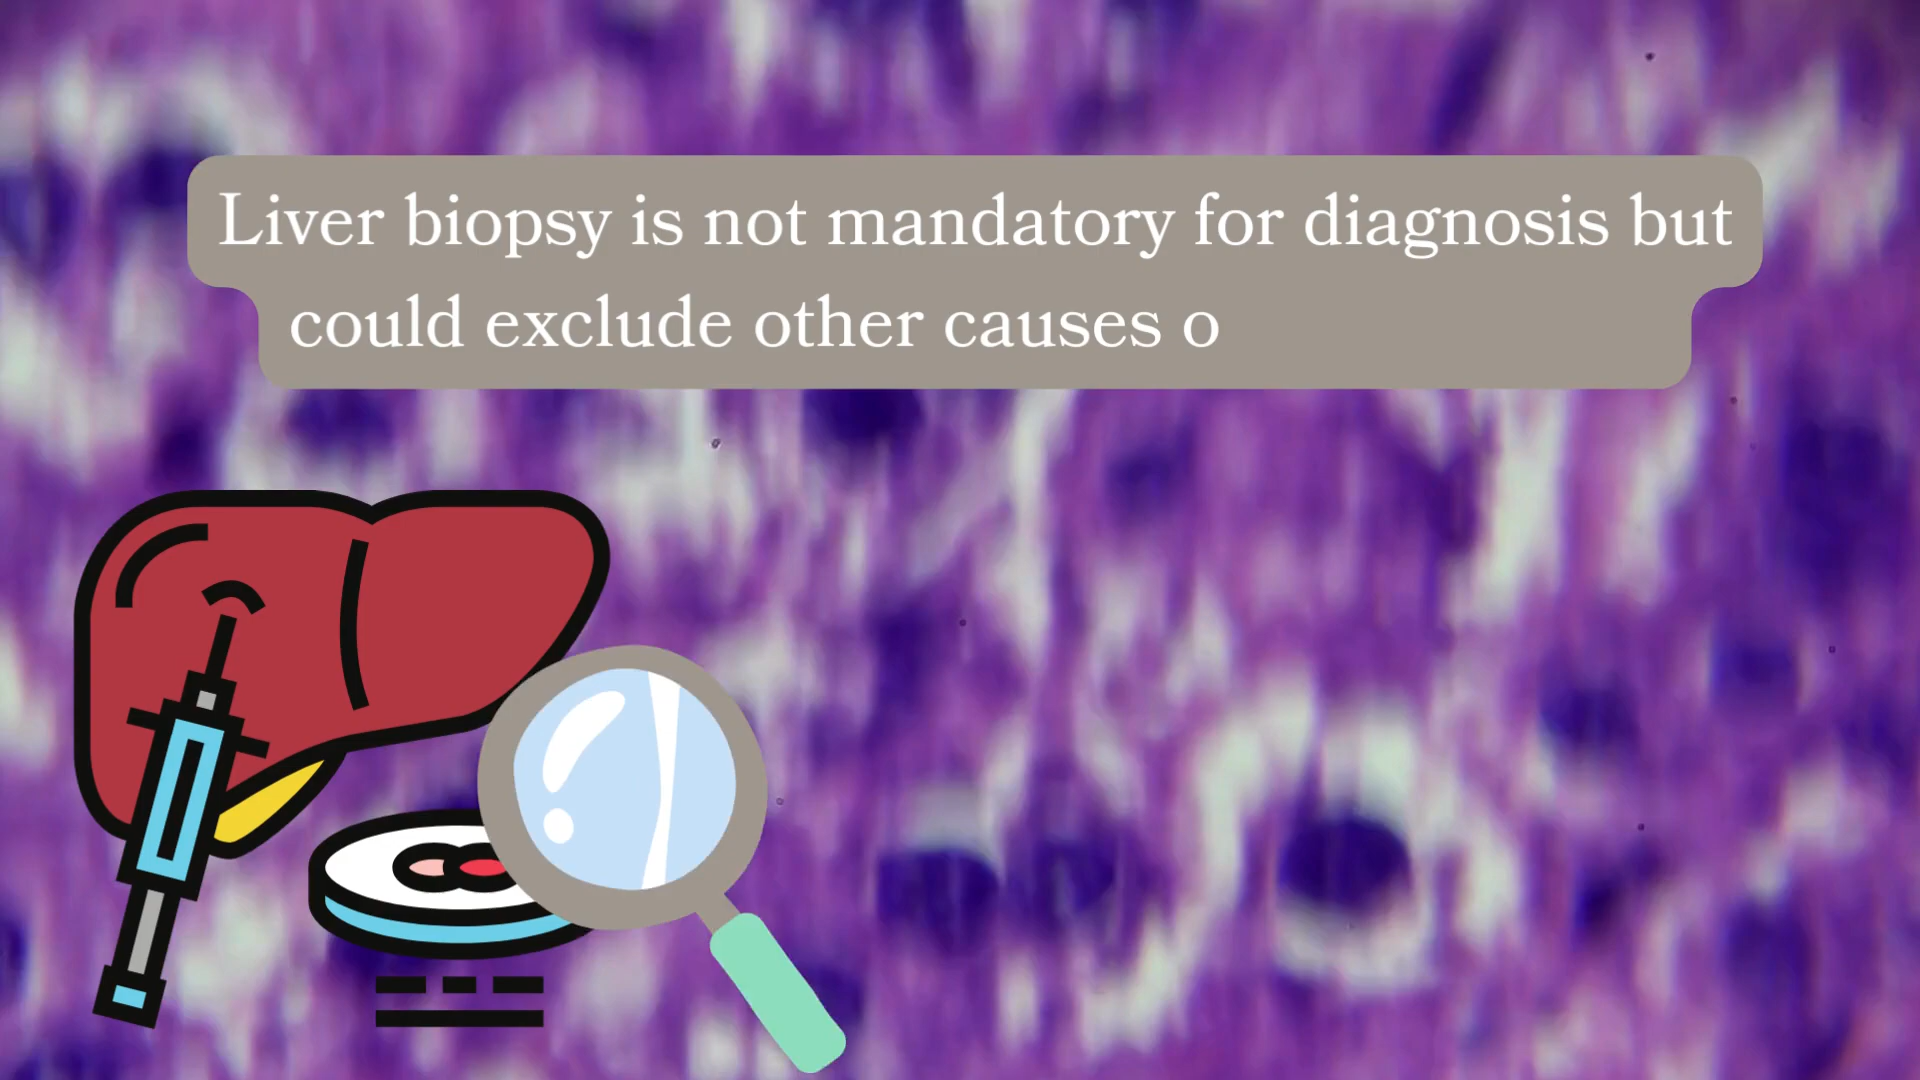 Liver biopsy is not mandatory for diagnosis but
could exclude other causes o